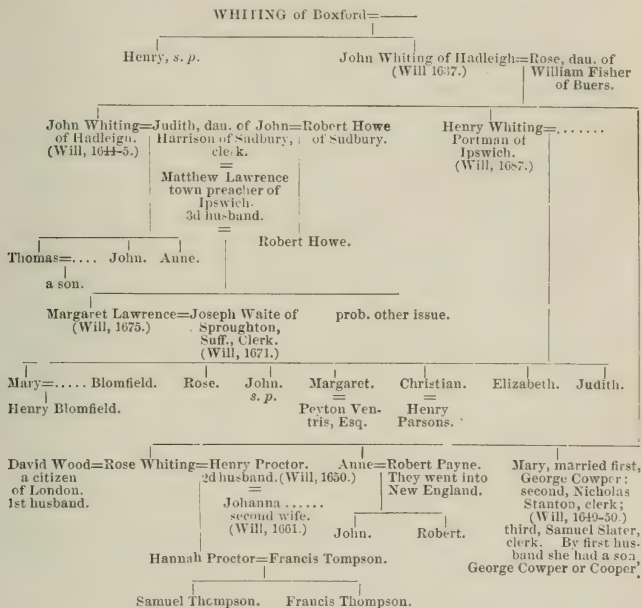 WHITING of Boxford=
Henry, s. p.
John Whiting of Hadleigh=Rose, dau. of
(Will 1637.)
William Fisher
of Buers.
John Whiting=Judith, dau. of John=Robert Howe
of Hadleigh.
Harrison of Sudbury,
of Sudbury.
(Will, 1644-5.)
clerk.
=
Matthew Lawrence
town preacher of
Ipswich.
3d husband.
=
Henry Whiting=.......
Portman of
Ipswich.
(Will, 1687.)
Robert Howe.
Thomas=.... John. Anne.
a son.
Margaret Lawrence=Joseph Waite of
(Will, 1675.)
Sproughton,
Suff., Clerk.
(Will, 1671.)
prob. other issue.
Mary=..... Blomfield. Rose. John. Margaret. Christian. Elizabeth. Judith.
s. p. = =
Henry Blomfield.
Peyton Ven-
tris, Esq.
Henry
Parsons.
David Wood=Rose Whiting=Henry Proctor.
a citizen
of London.
1st husband.
2d husband. (Will, 1650.)
=
Johanna ......
second wife.
(Will, 1661.)
Anne=Robert Payne.
They went into
New England.
John. Robert.
Mary, married first,
George Cowper:
second, Nicholas
Stanton, clerk;
(Will, 1649-50.)
third, Samuel Slater,
clerk. By first hus-
band she had a son
George Cowper or Cooper.
Hannah Proctor=Francis Tompson.
Samuel Thompson. Francis Thompson.